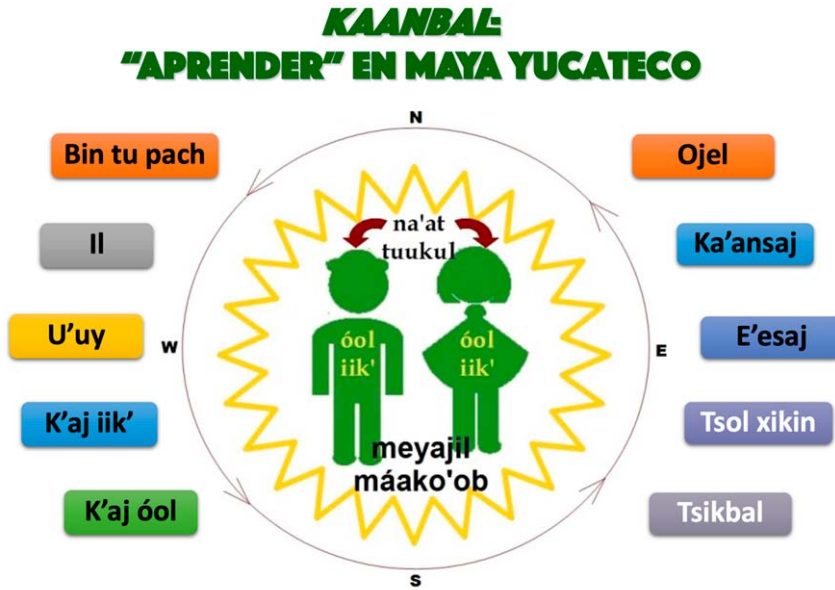 KAANBAL:
“APRENDER” EN MAYA YUCATECO
N
Bin tu pach
Ojel
na'at
tuukul
Il
Ka’ansaj
U’uy
W
óol
iik'
óol
iik'
E
E’esaj
K’aj iik’
Tsol xikin
meyajil
máako'ob
K’aj óol
Tsikbal
S